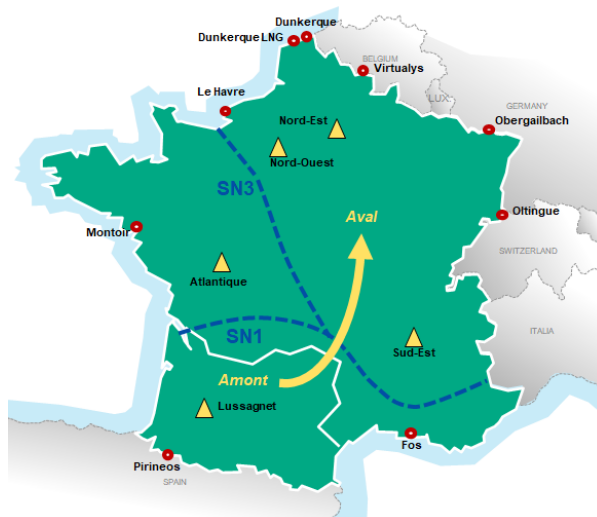 Dunkerque
Dunkerque LNG
BELGIUM
Virtualys
LUX
Le Havre
GERMANY
Nord-Est
Obergailbach
Nord-Ouest
SN3
Aval
Oltingue
Montoir
SWITZERLAND
Atlantique
SN1
ITALIA
Sud-Est
Amont
Lussagnet
Fos
Pirineos
SPAIN